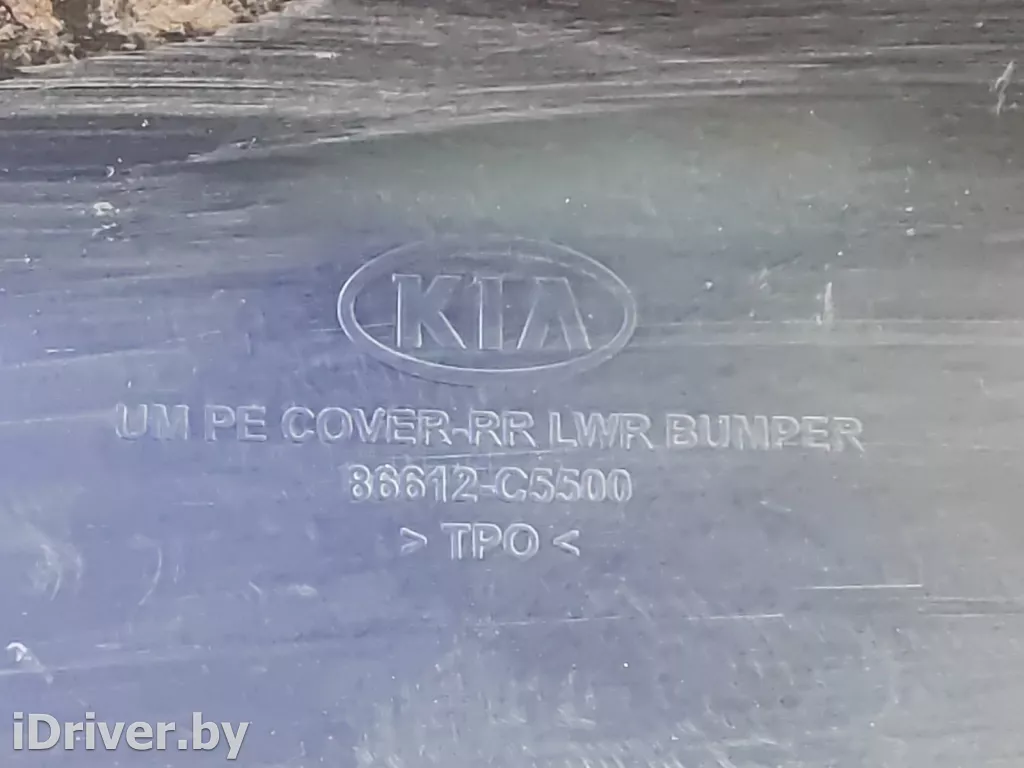 KIA
UM PE COVER-RR LWR BUMPER
86612-C5500
> TPO <
iDriver.by